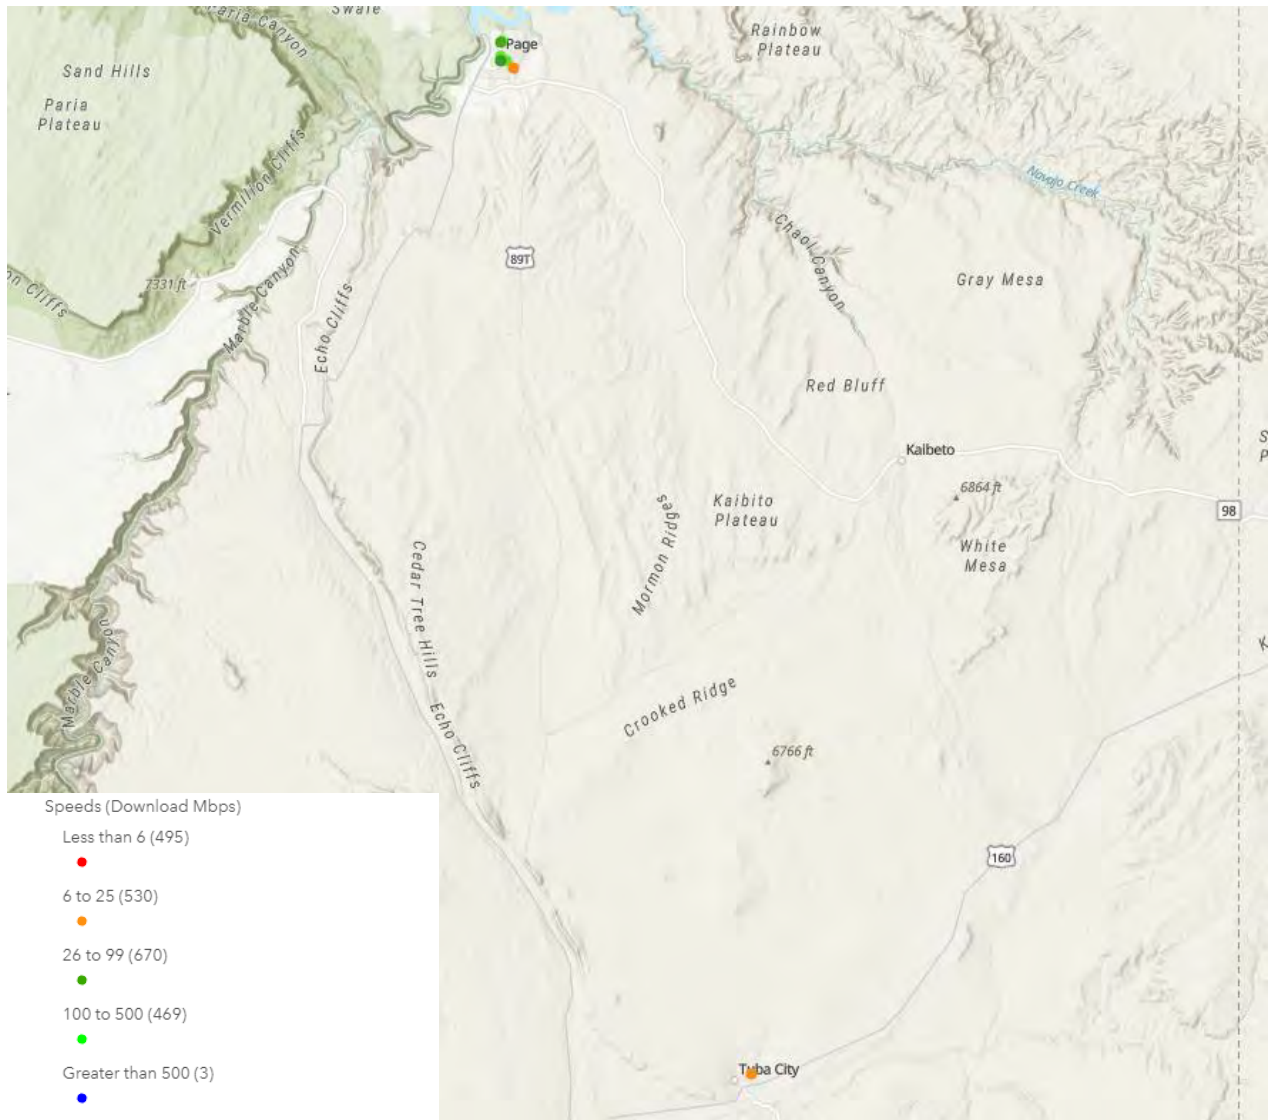 Swale
Paria Canyon
Page
Rainbow
Plateau
Sand Hills
Paria
Plateau
Vermilion Cliffs
Navajo Creek
Chaol Canyon
89T
7331 ft
on Cliffs
Marble Canyon
Echo Cliffs
Gray Mesa
Red Bluff
Kaibeto
6864 ft
Kaibito
Plateau
98
Mormon Ridges
White
Mesa
Cedar Tree Hills
Marble Canyon
Crooked Ridge
Echo Cliffs
6766 ft
160
Tuba City
Speeds (Download Mbps)
Less than 6 (495)
6 to 25 (530)
26 to 99 (670)
100 to 500 (469)
Greater than 500 (3)